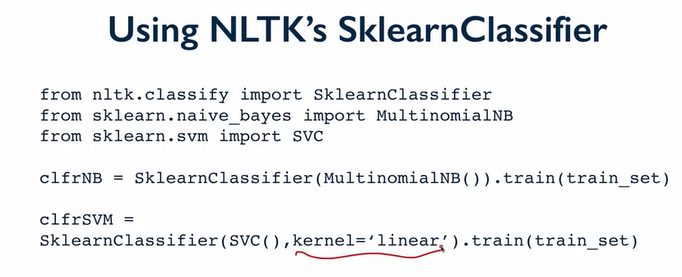 Using NLTK's SklearnClassifier
from nltk.classify import SklearnClassifier
from sklearn.naive_bayes import MultinomialNB
from sklearn.svm import SVC
clfrNB = SklearnClassifier(MultinomialNB()).train(train_set)
clfrSVM =
SklearnClassifier(SVC(),kernel=‘linear’).train(train_set)